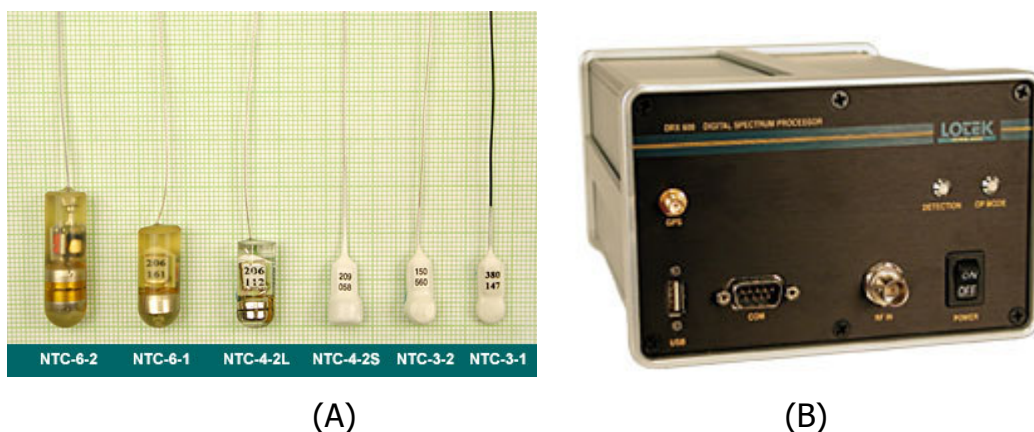 206
161
206
112
209
058
150
560
380
147
NTC-6-2
NTC-6-1
NTC-4-2L
NTC-4-2S
NTC-3-2
NTC-3-1
(A)
DRX 600 DIGITAL SPECTRUM PROCESSOR
LOTEK
GPS
DETECTION
OP MODE
USB
COM
RF IN
ON
OFF
POWER
(B)